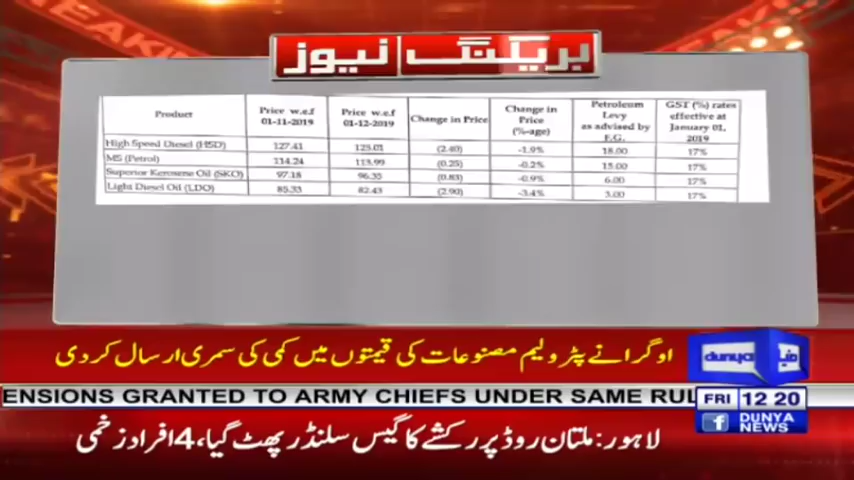 بریکنگ نیوز
Product | Price w.e.f 01-11-2019 | Price w.e.f 01-12-2019 | Change in Price | Change in Price (%-age) | Petroleum Levy as advised by F.G. | GST (%) rates effective at January 01, 2019
High Speed Diesel (HSD) | 127.41 | 125.01 | (2.40) | -1.9% | 18.00 | 17%
MS (Petrol) | 114.24 | 113.99 | (0.25) | -0.2% | 15.00 | 17%
Superior Kerosene Oil (SKO) | 97.18 | 96.35 | (0.83) | -0.9% | 6.00 | 17%
Light Diesel Oil (LDO) | 85.33 | 82.43 | (2.90) | -3.4% | 3.00 | 17%
اوگرا نے پٹرولیم مصنوعات کی قیمتوں میں کمی کی سمری ارسال کر دی
dunya دنیا
ENSIONS GRANTED TO ARMY CHIEFS UNDER SAME RUL
FRI 12 20
لاہور: ملتان روڈ پر رکشے کا گیس سلنڈر پھٹ گیا، 4 افراد زخمی
f DUNYA NEWS